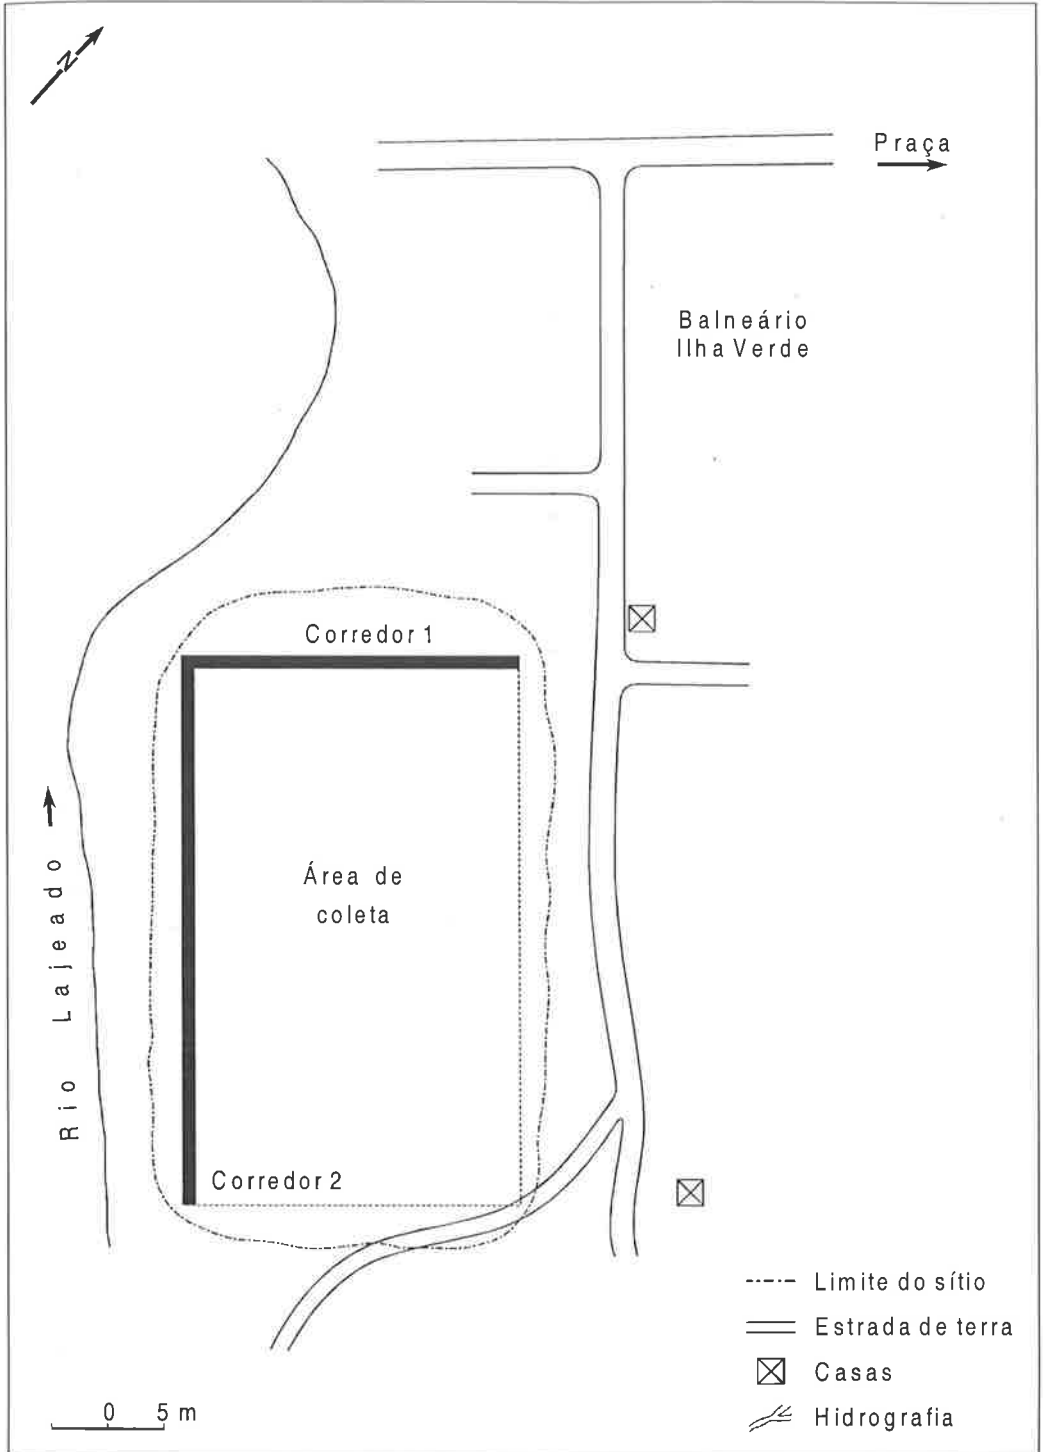 N
Praça
Balneário
Ilha Verde
Corredor 1
Área de
coleta
Rio Lajeado
Corredor 2
Limite do sítio
Estrada de terra
Casas
Hidrografia
0 5 m